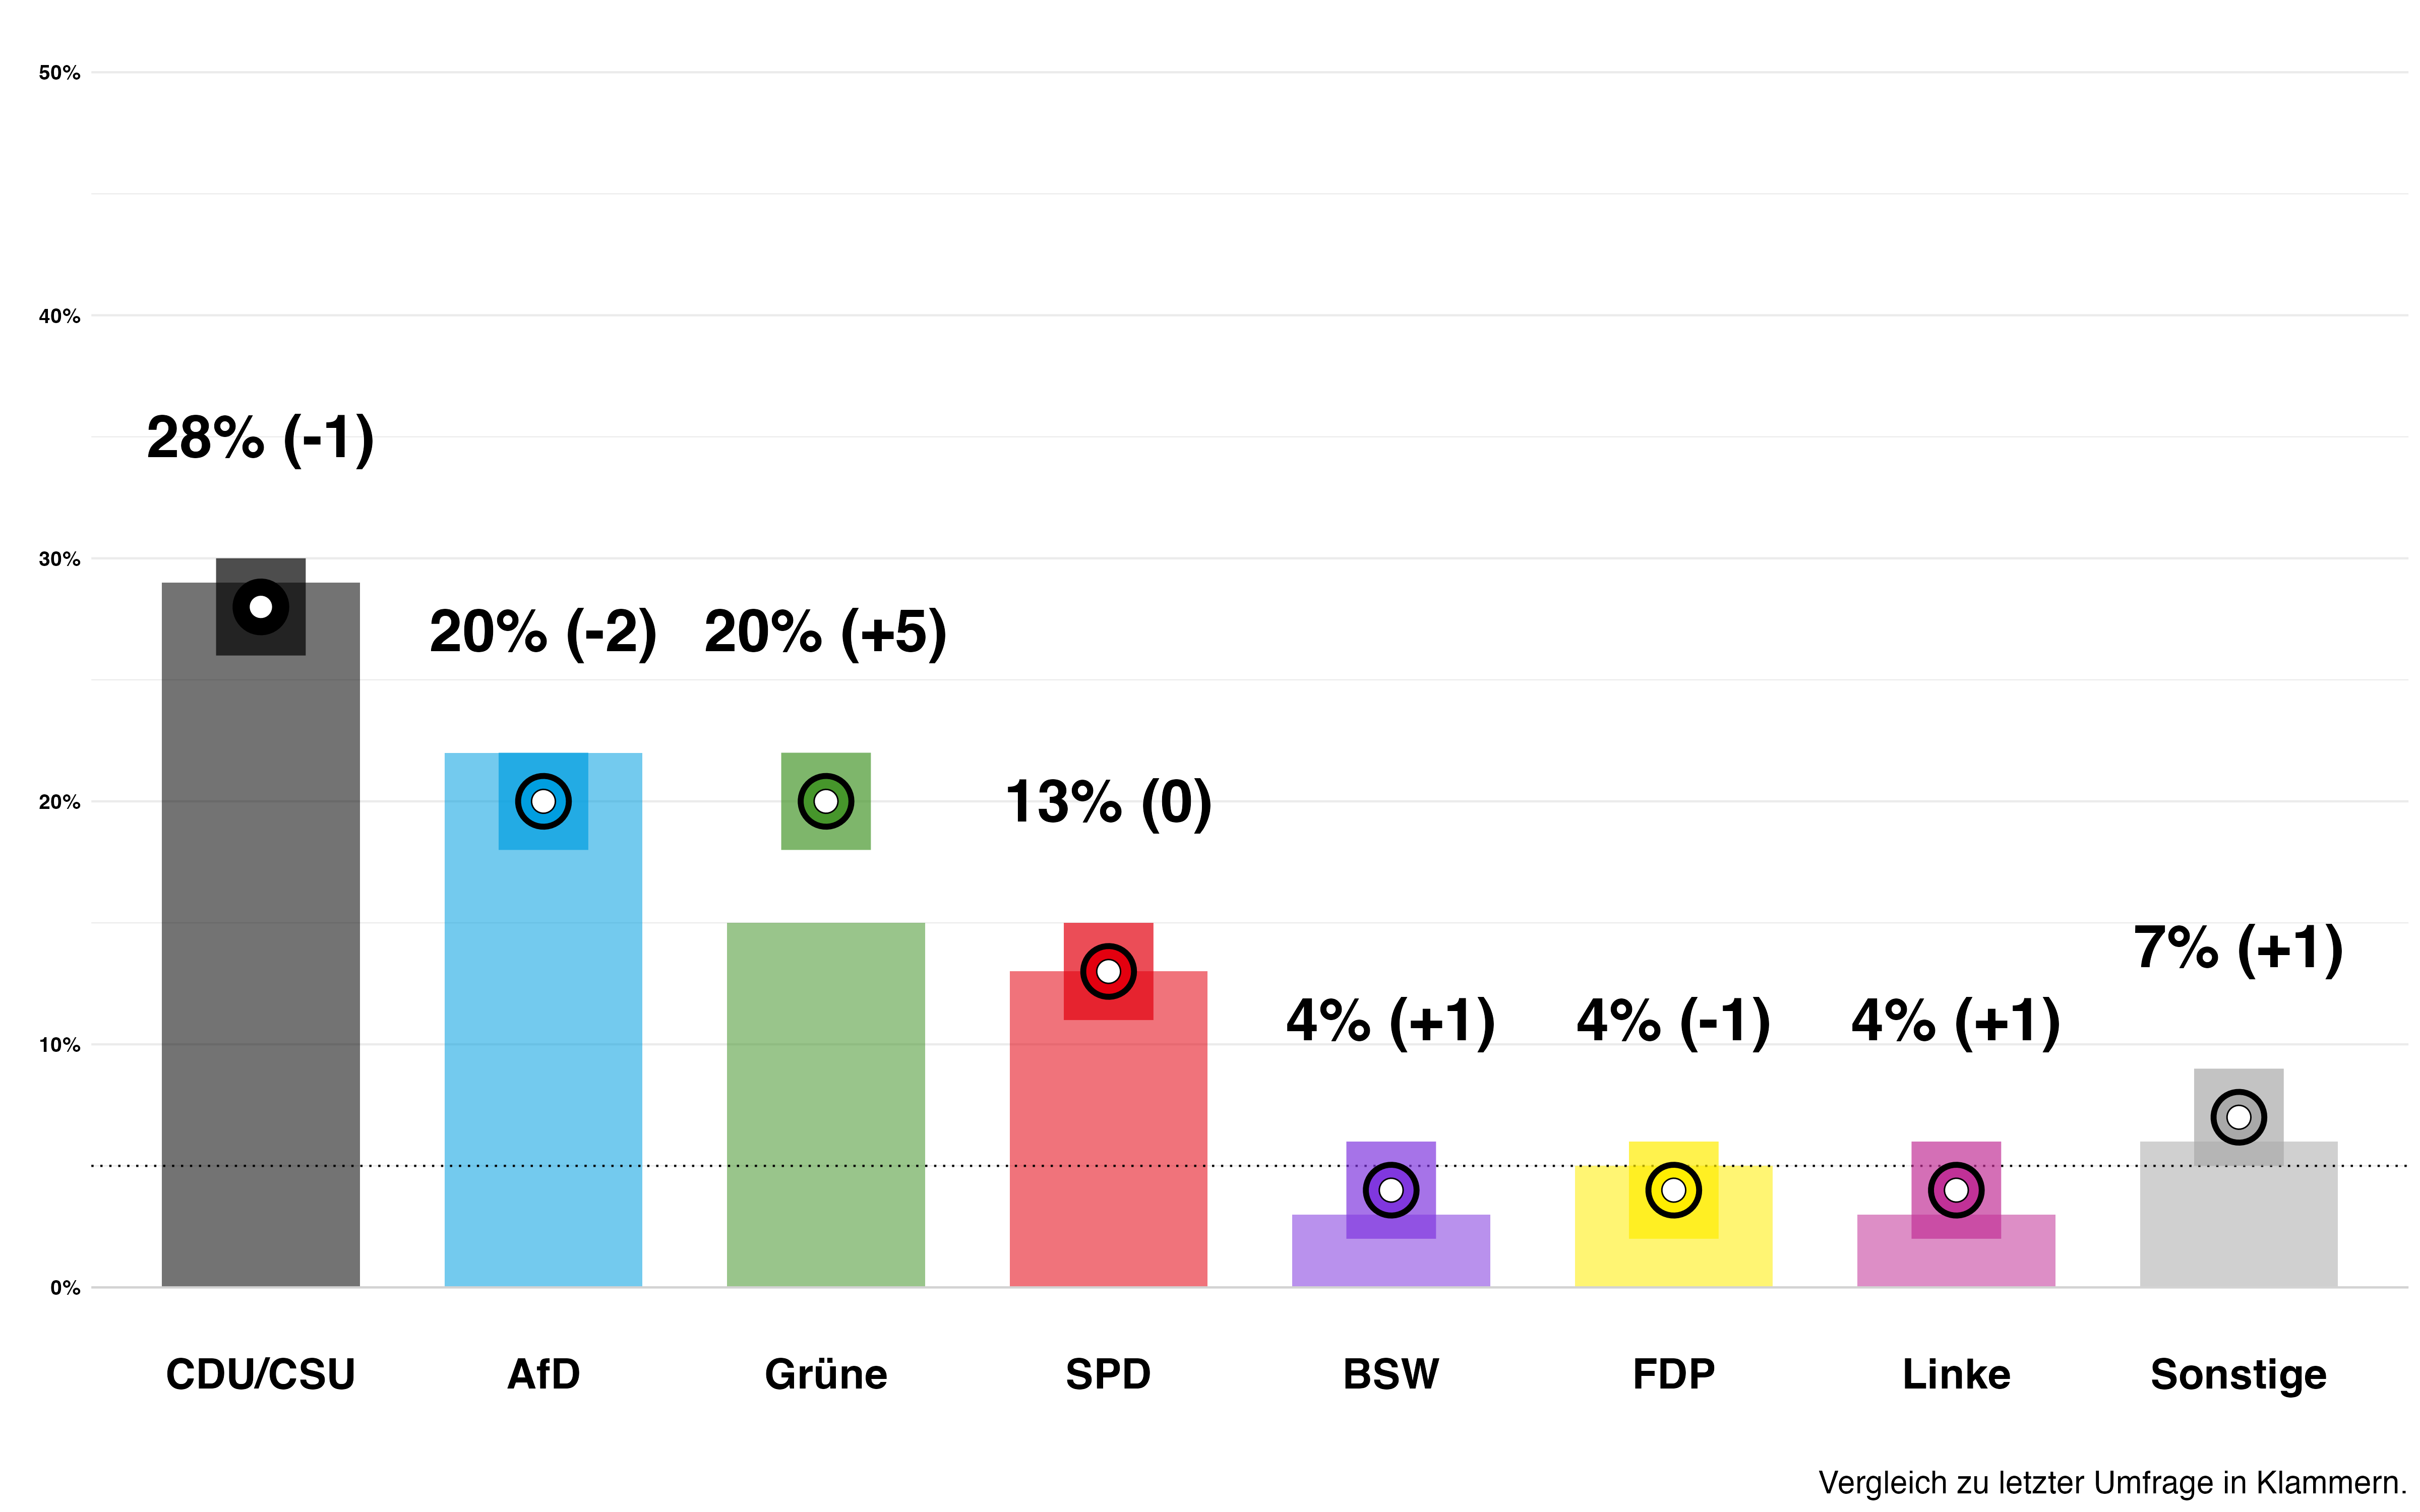 50%
40%
30%
20%
10%
0%
28% (-1)
20% (-2)
20% (+5)
13% (0)
4% (+1)
4% (-1)
4% (+1)
7% (+1)
CDU/CSU
AfD
Grüne
SPD
BSW
FDP
Linke
Sonstige
Vergleich zu letzter Umfrage in Klammern.